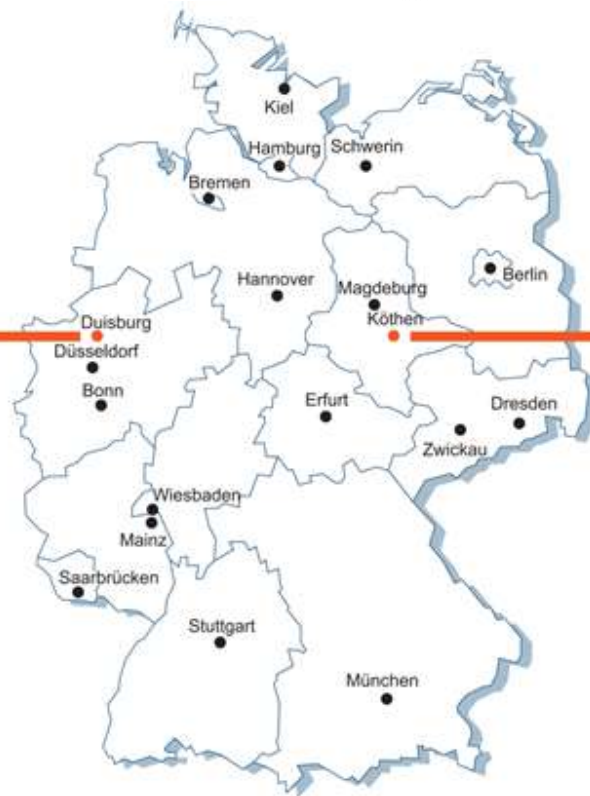 Kiel
Hamburg
Schwerin
Bremen
Hannover
Magdeburg
Berlin
Duisburg
Köthen
Düsseldorf
Bonn
Erfurt
Dresden
Zwickau
Wiesbaden
Mainz
Saarbrücken
Stuttgart
München